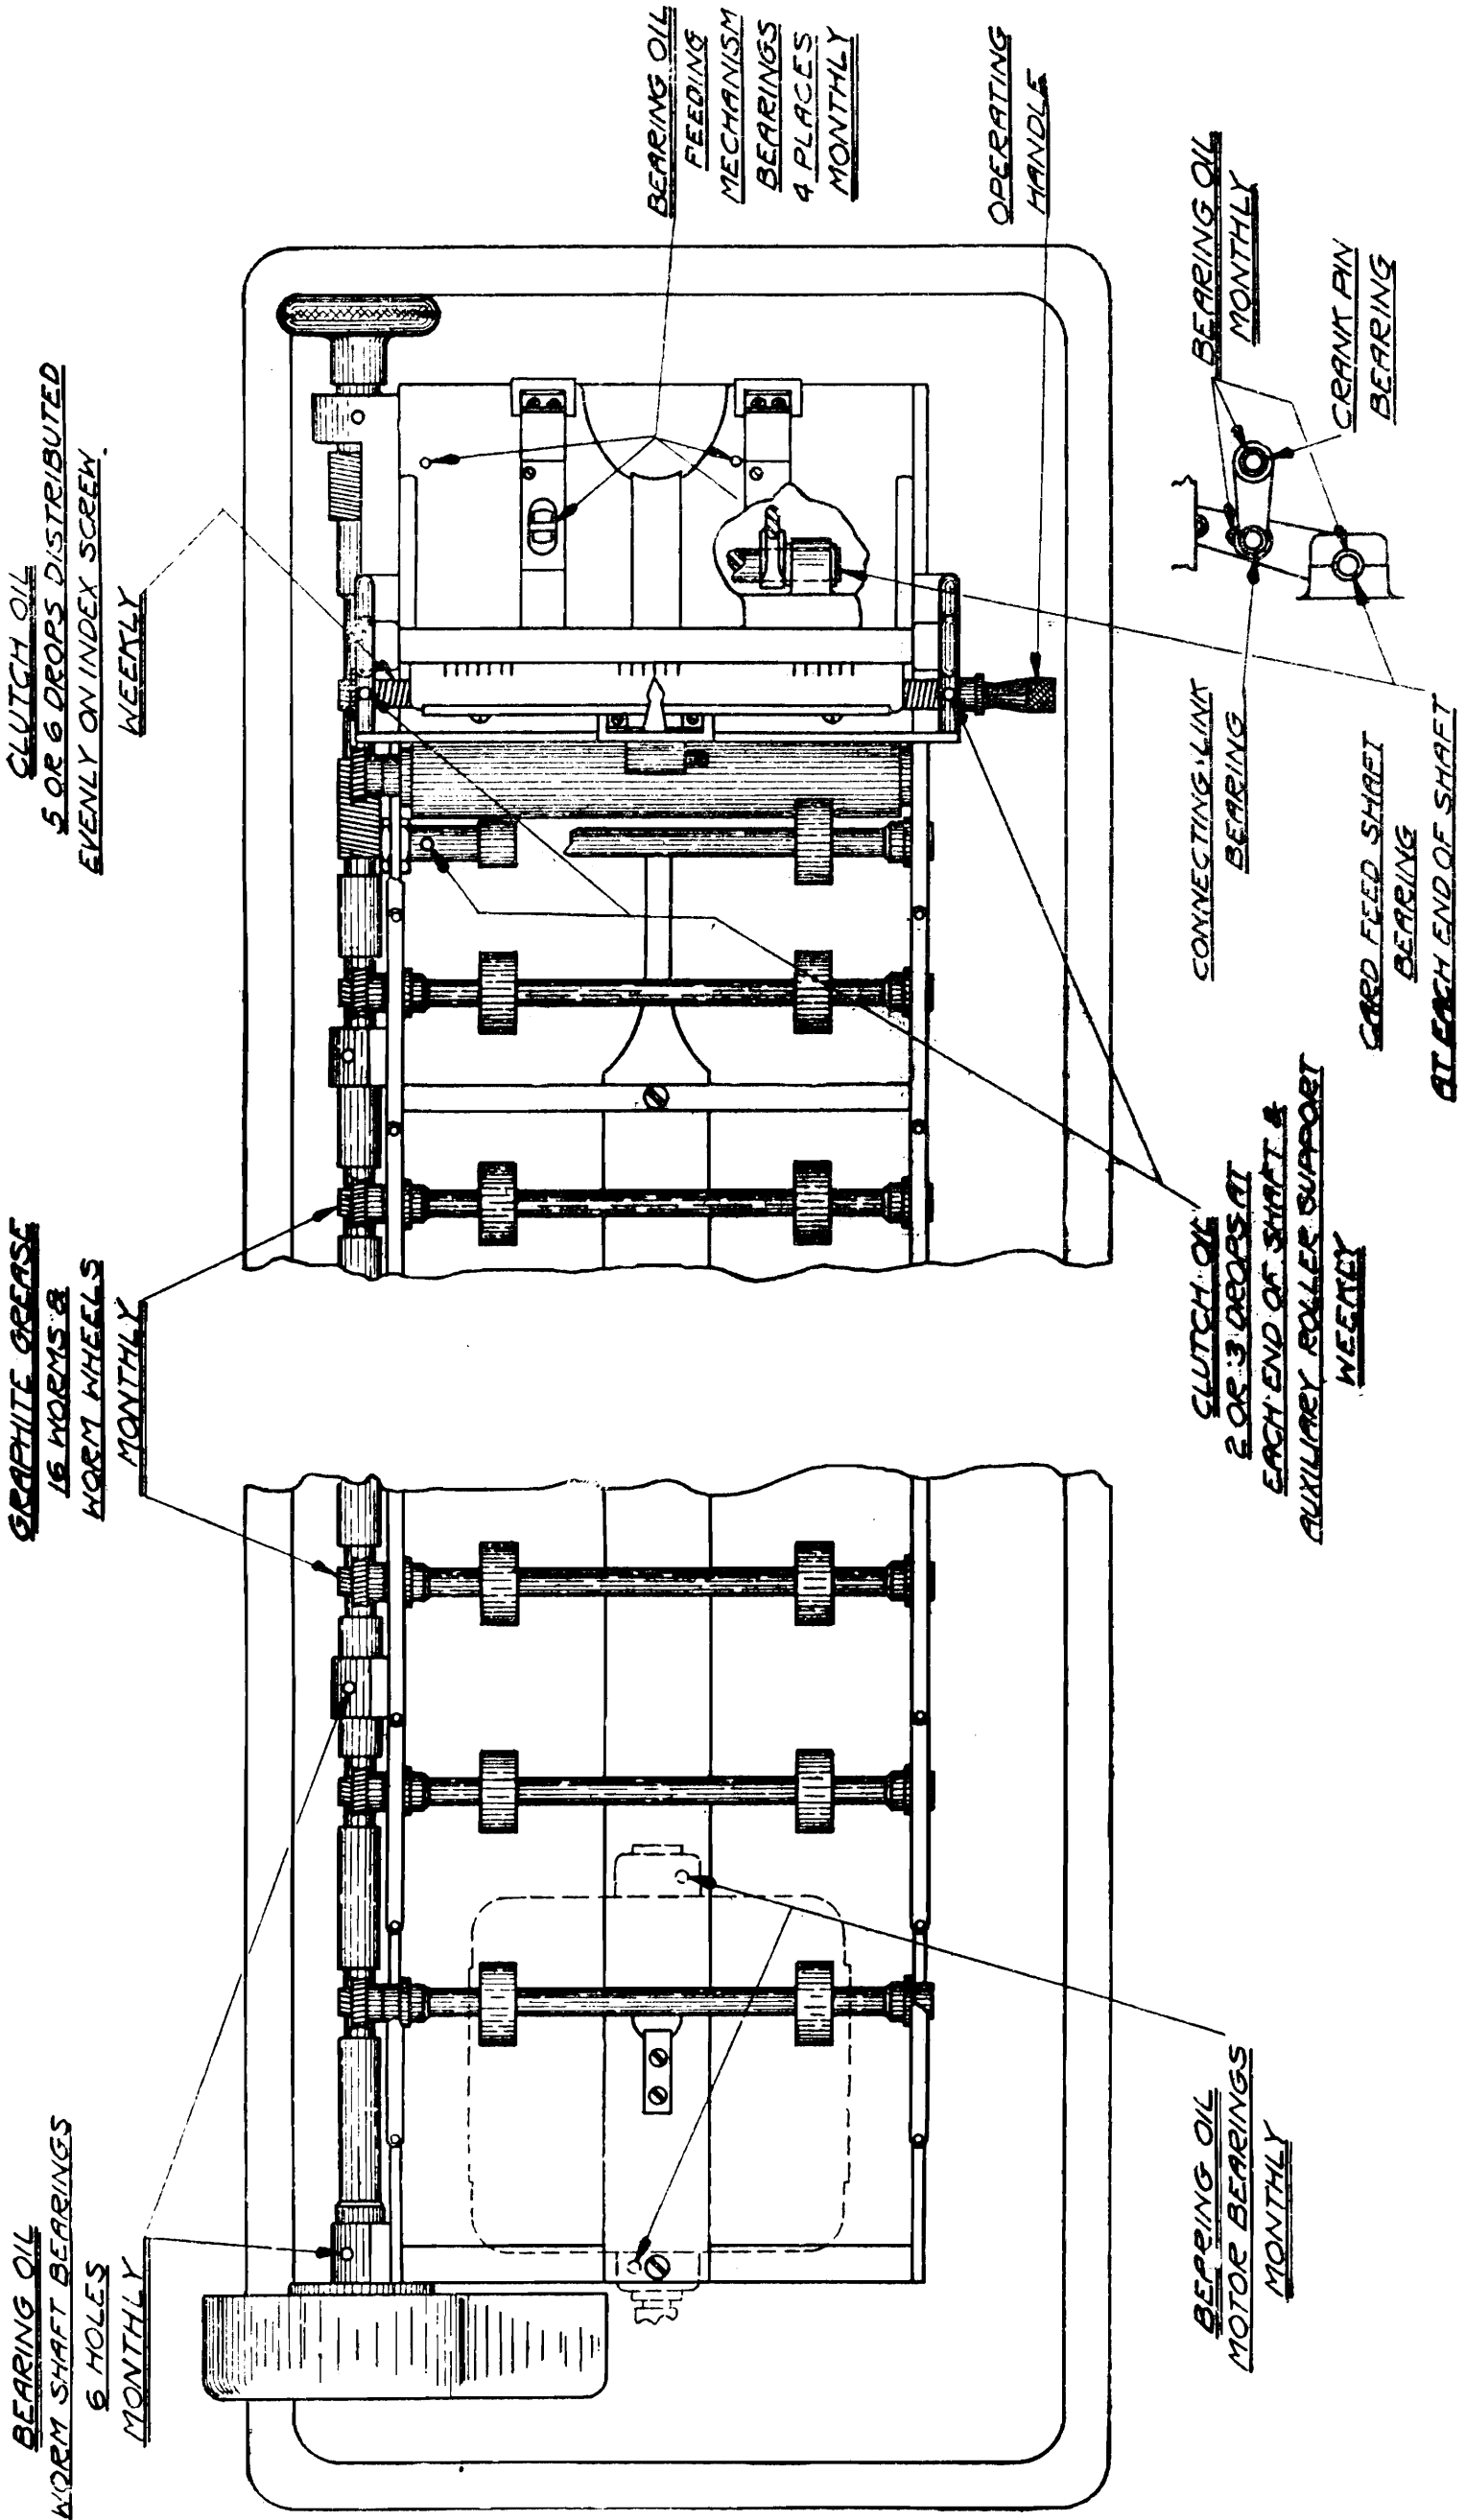 BEARING OIL
WORM SHAFT BEARINGS
6 HOLES
MONTHLY
GRAPHITE GREASE
16 WORMS &
WORM WHEELS
MONTHLY
CLUTCH OIL
5 OR 6 DROPS DISTRIBUTED
EVENLY ON INDEX SCREW.
WEEKLY
BEARING OIL
FEEDING
MECHANISM
BEARINGS
4 PLACES
MONTHLY
OPERATING
HANDLE
BEARING OIL
MONTHLY
CRANK PIN
BEARING
CONNECTING LINK
BEARING
CARD FEED SHAFT
BEARING
AT EACH END OF SHAFT
CLUTCH OIL
2 OR 3 DROPS AT
EACH END OF SHAFT &
AUXILIARY ROLLER SUPPORT
WEEKLY
BEARING OIL
MOTOR BEARINGS
MONTHLY